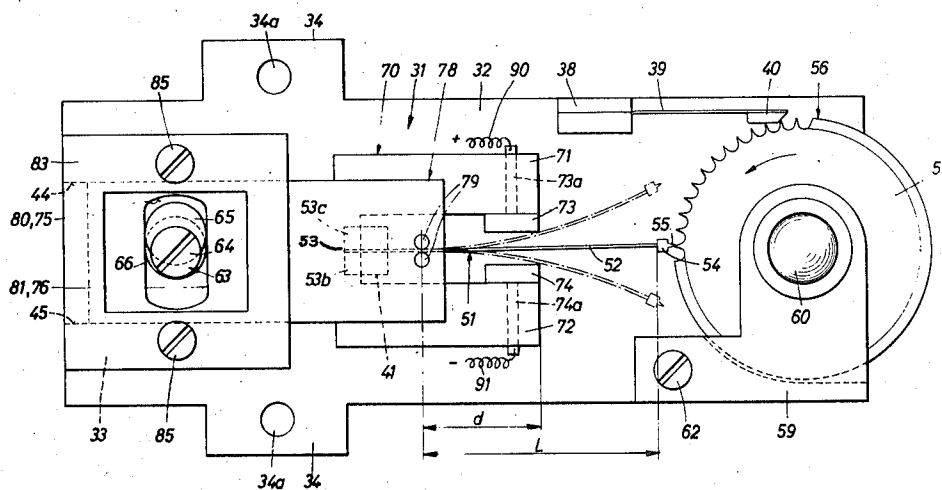 34a 34
85 70 31 78 32 90 38 39 40 56
+
83 71
44 79 73a 5
80,75 65 53c 73
64 53 55
66 63 53b 52 54
81,76 74 60
45 51 74a
41 72
- 91
33 85 d 62 59
L
34a 34